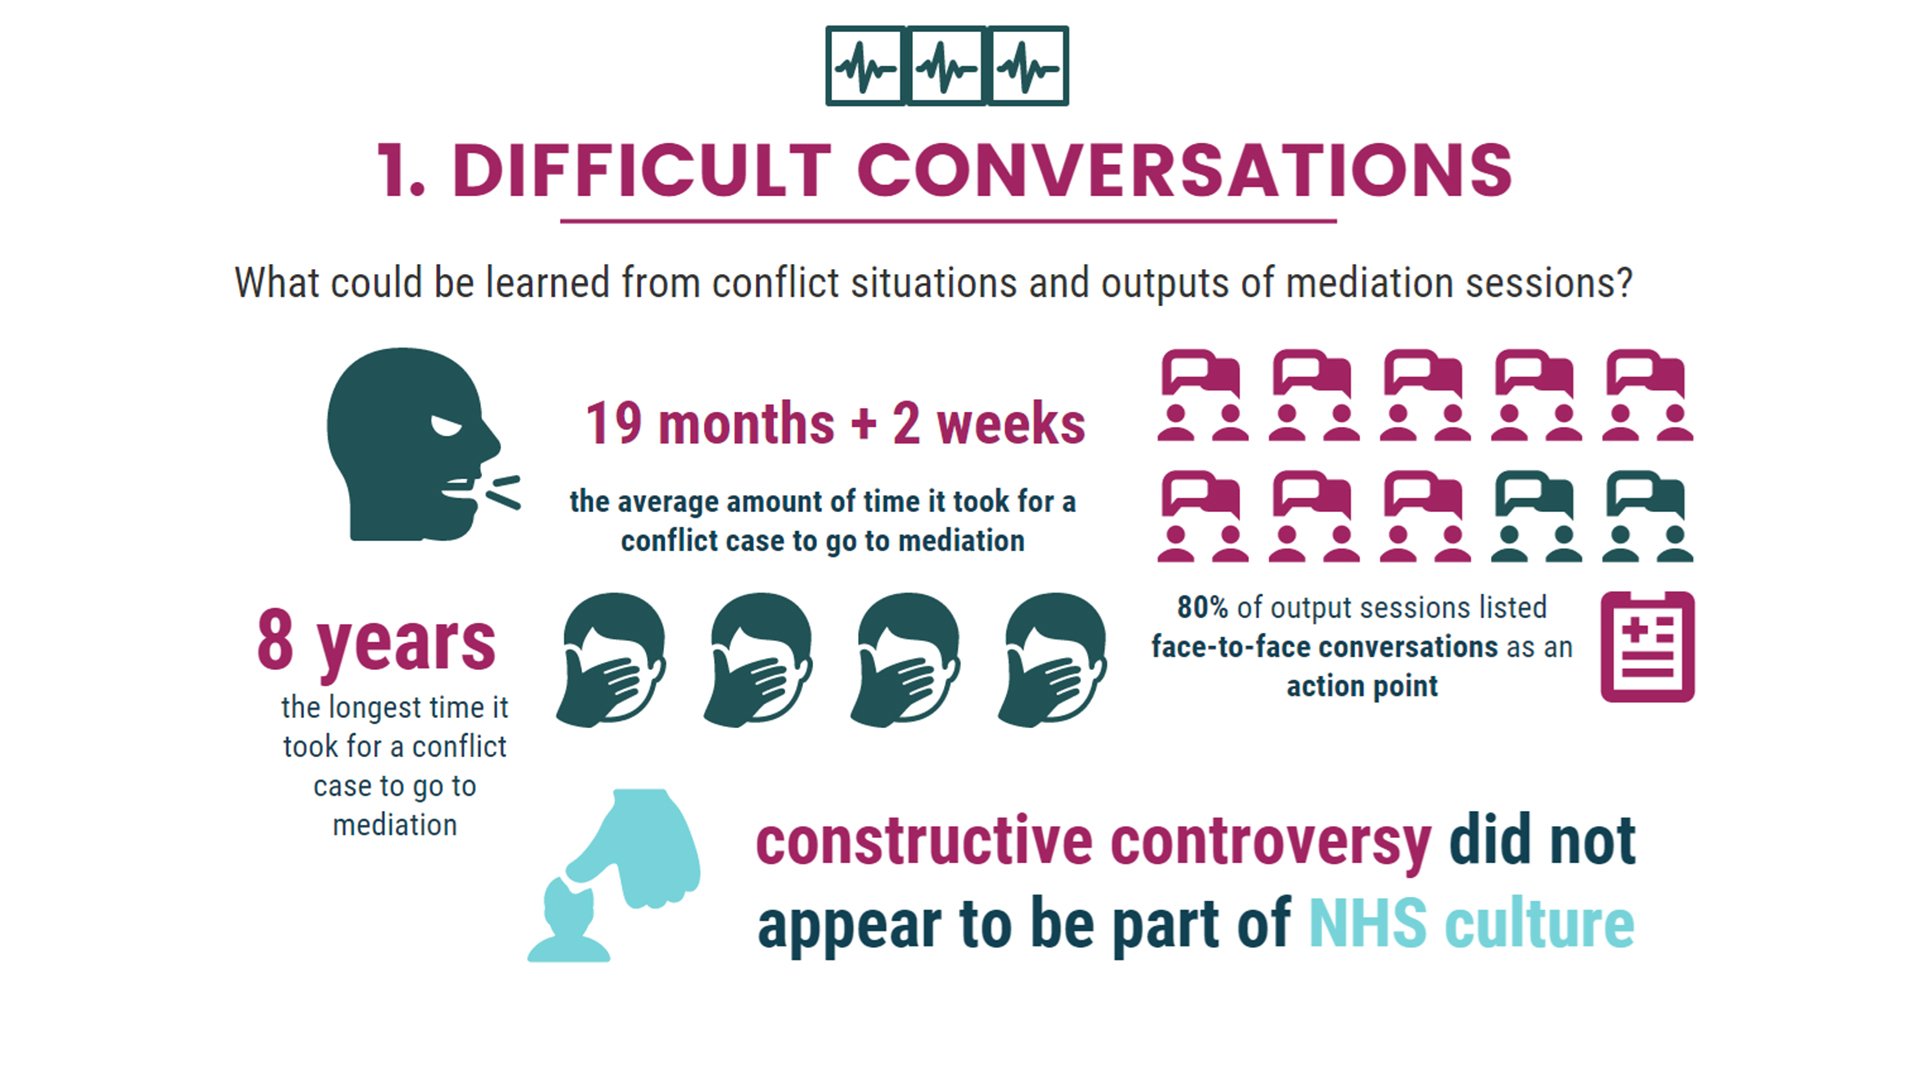 1. DIFFICULT CONVERSATIONS
What could be learned from conflict situations and outputs of mediation sessions?
19 months + 2 weeks
the average amount of time it took for a
conflict case to go to mediation
8 years
the longest time it
took for a conflict
case to go to
mediation
80% of output sessions listed
face-to-face conversations as an
action point
constructive controversy did not
appear to be part of NHS culture